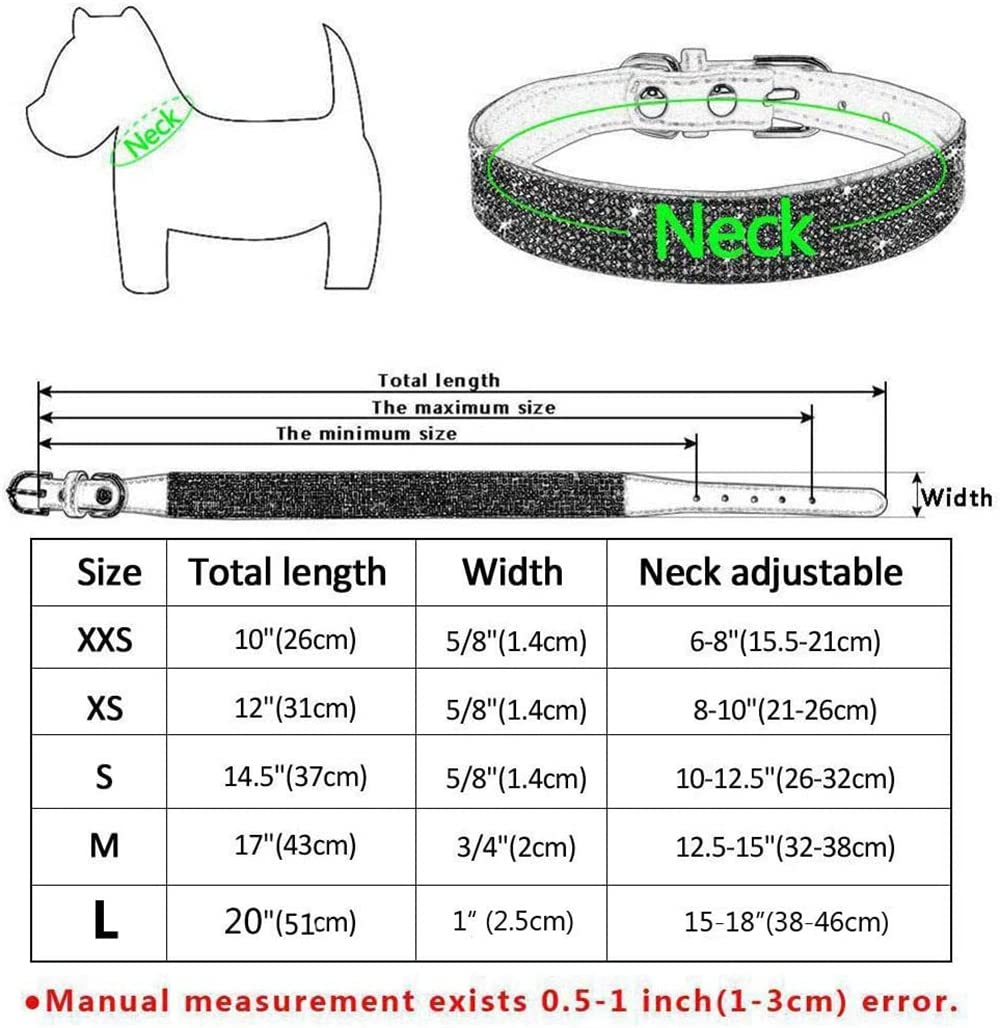 Neck
Neck
Total length
The maximum size
The minimum size
Width
Size Total length Width Neck adjustable
XXS 10"(26cm) 5/8"(1.4cm) 6-8"(15.5-21cm)
XS 12"(31cm) 5/8"(1.4cm) 8-10"(21-26cm)
S 14.5"(37cm) 5/8"(1.4cm) 10-12.5"(26-32cm)
M 17"(43cm) 3/4"(2cm) 12.5-15"(32-38cm)
L 20"(51cm) 1” (2.5cm) 15-18”(38-46cm)
•Manual measurement exists 0.5-1 inch(1-3cm) error.